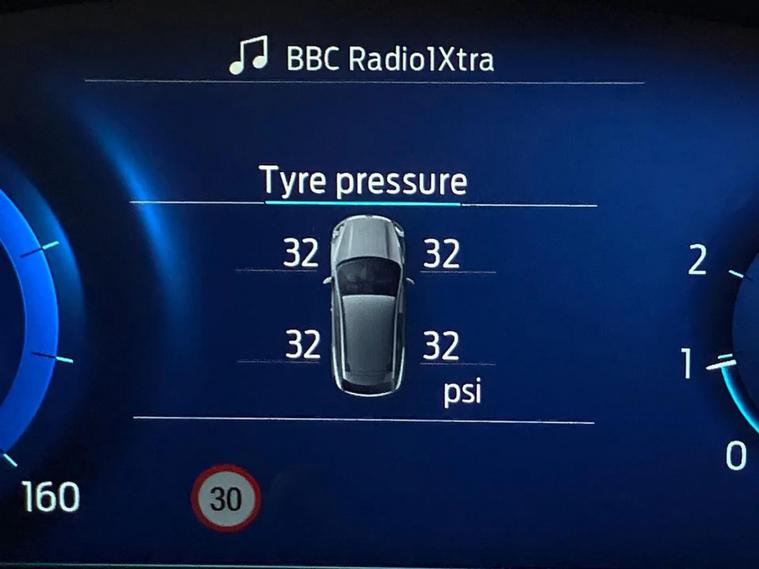 BBC Radio1Xtra
Tyre pressure
32 32
32 32
psi
2
1
0
160
30